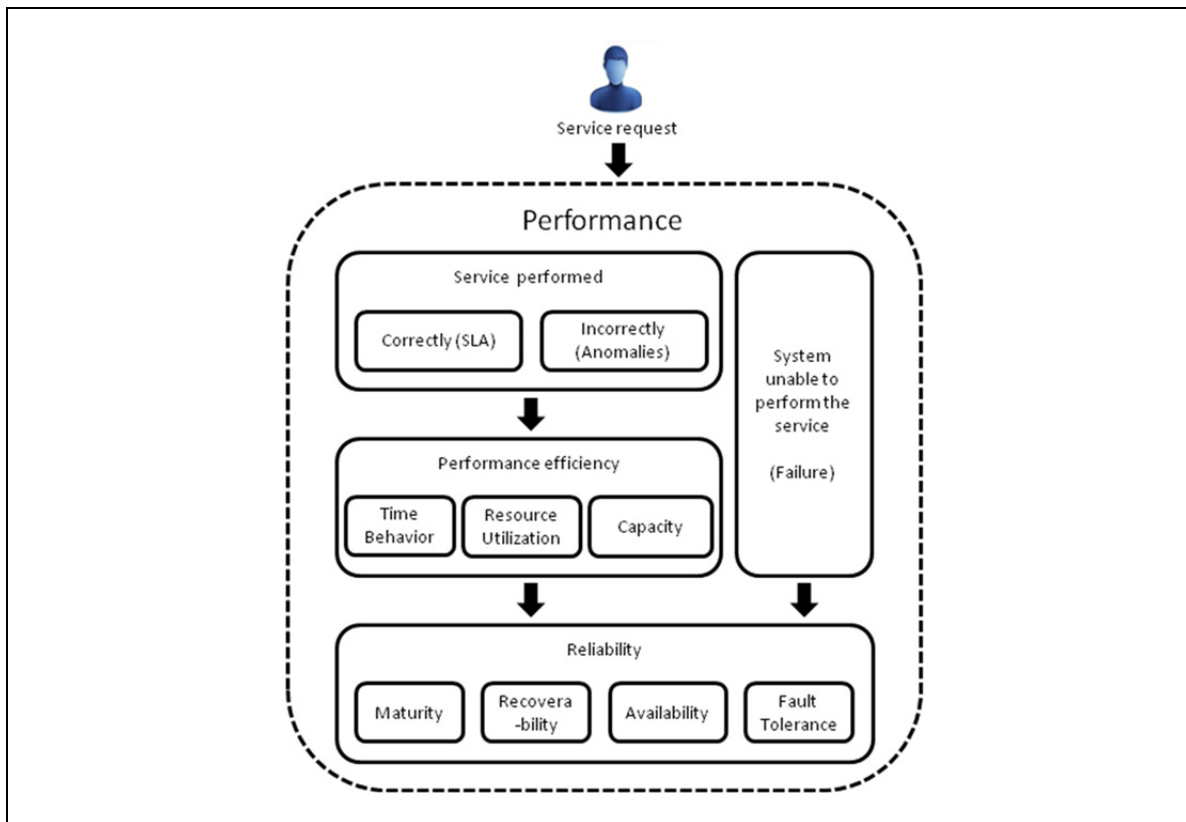 Service request
Performance
Service performed
Correctly (SLA)
Incorrectly
(Anomalies)
System
unable to
perform the
service
(Failure)
Performance efficiency
Time
Behavior
Resource
Utilization
Capacity
Reliability
Maturity
Recovera
-bility
Availability
Fault
Tolerance